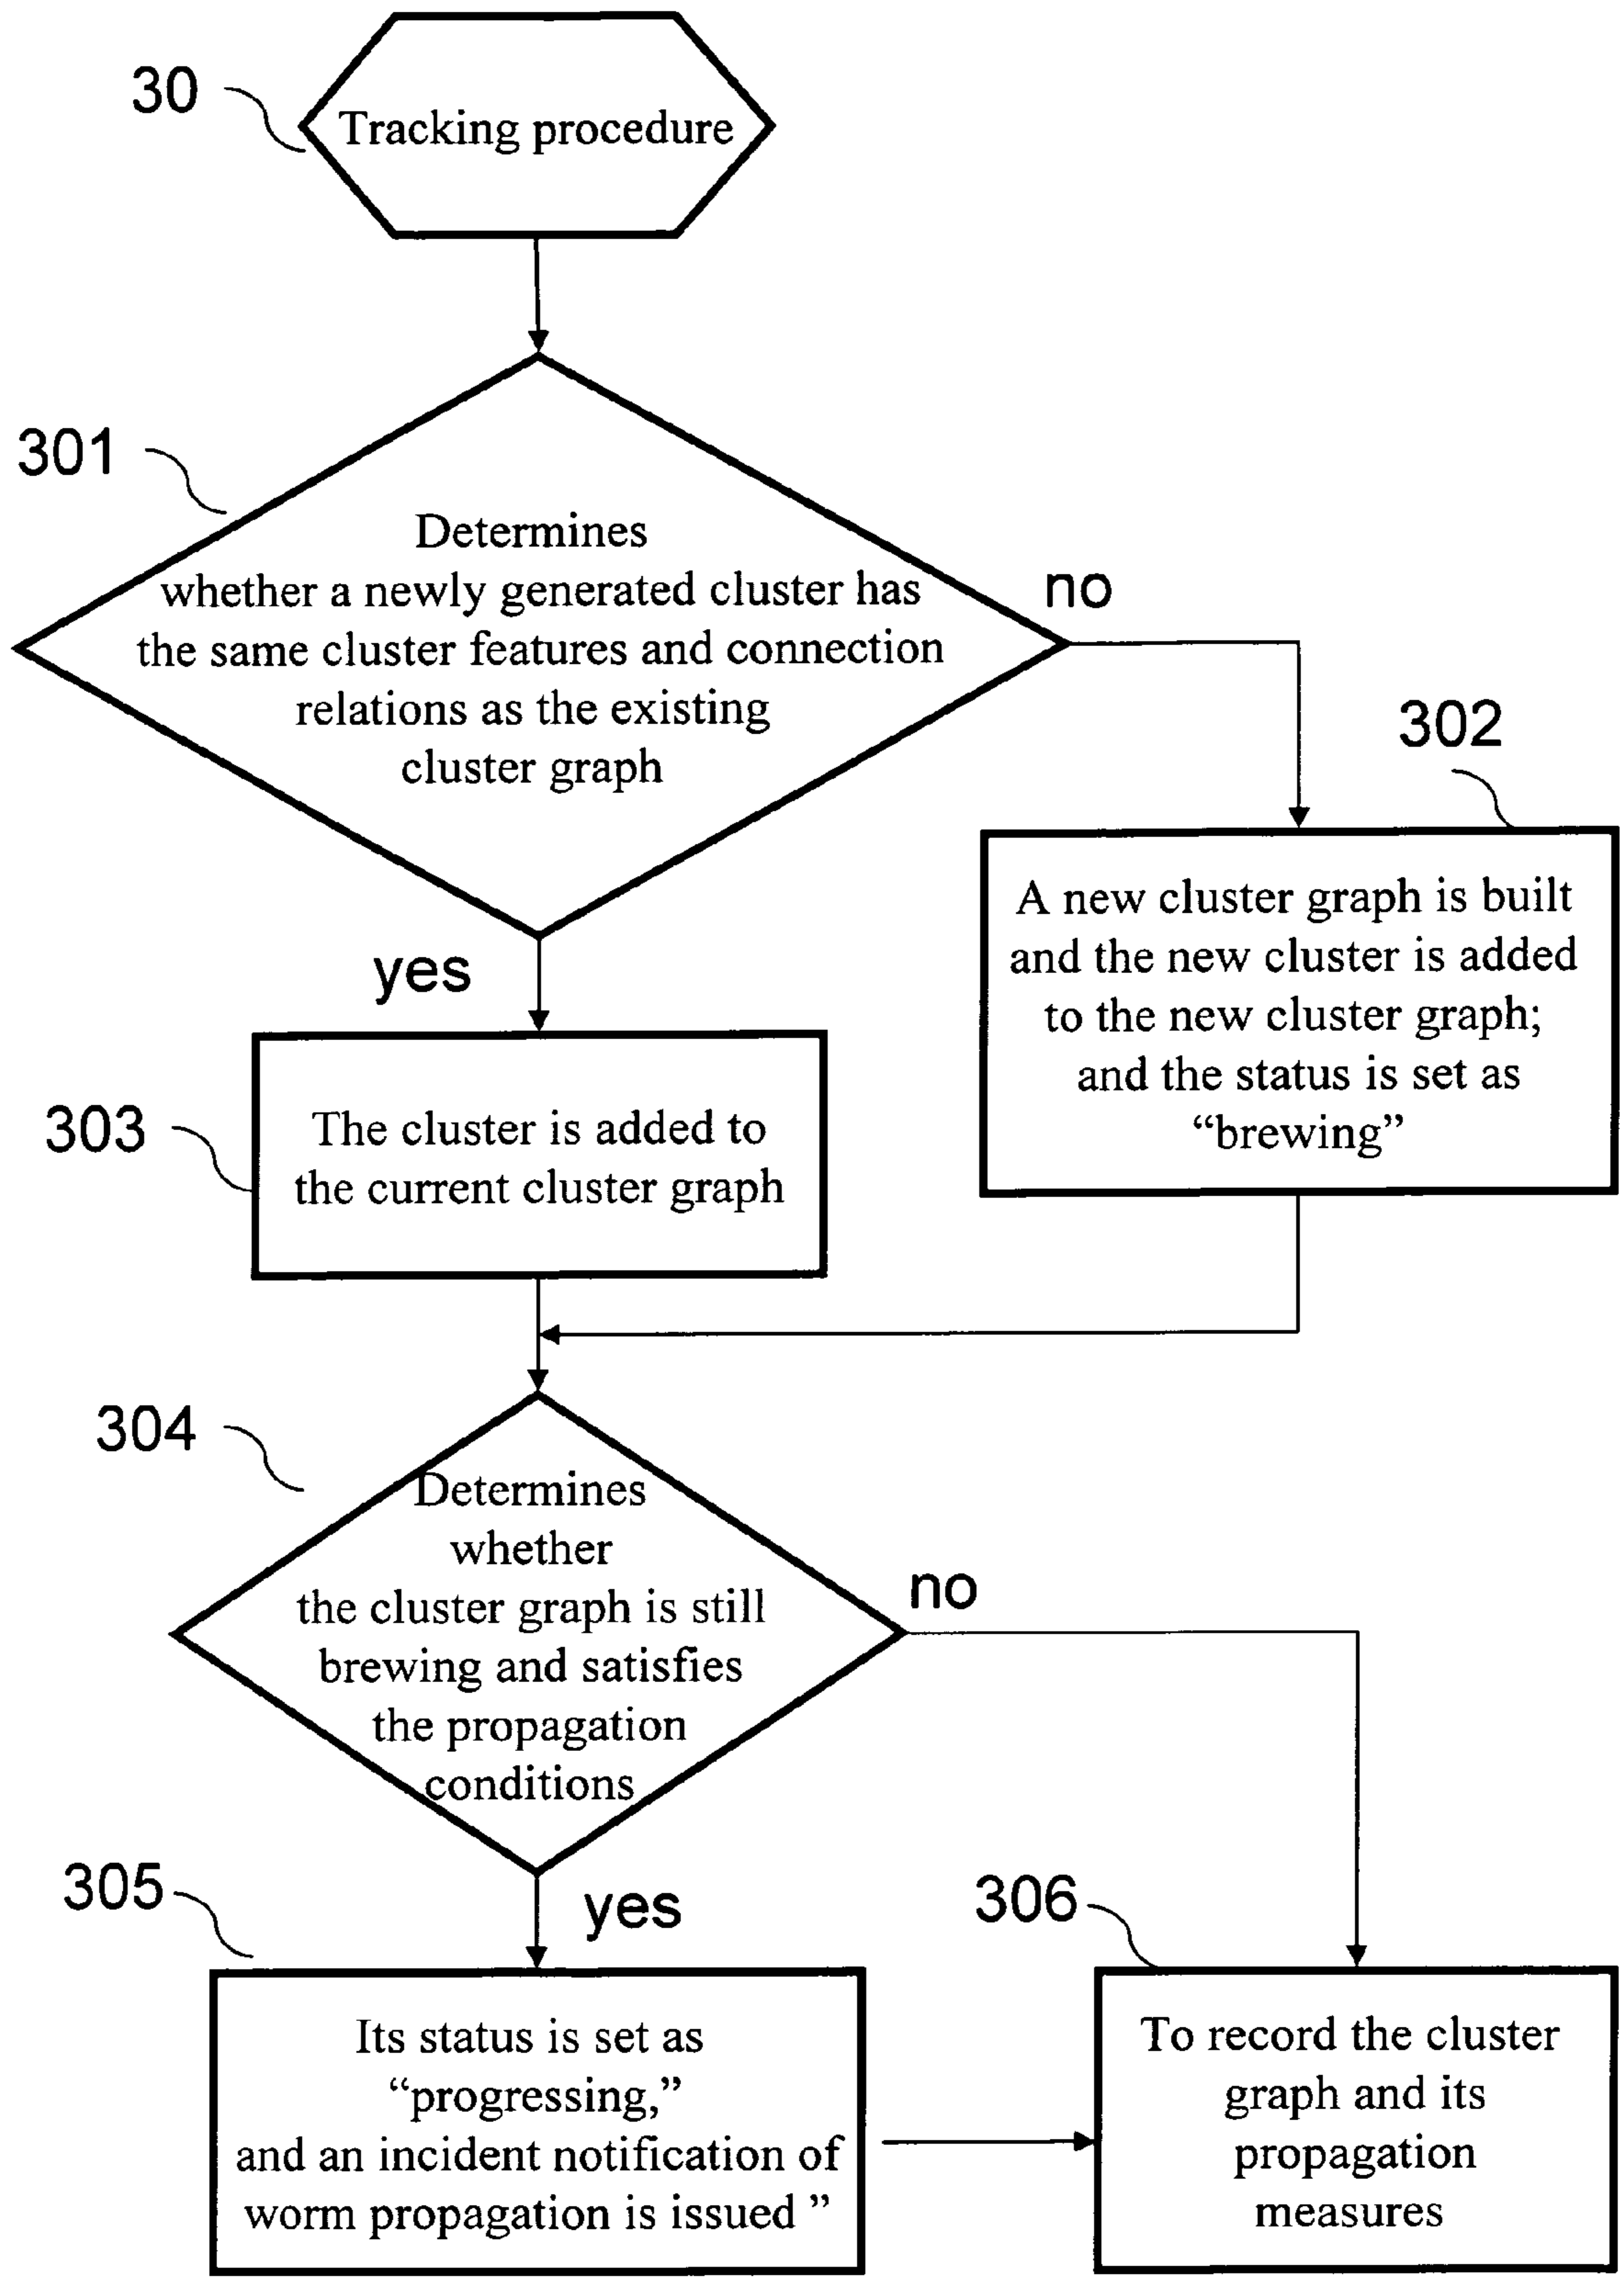 30
Tracking procedure
301
Determines
whether a newly generated cluster has
the same cluster features and connection
relations as the existing
cluster graph
no
302
A new cluster graph is built
and the new cluster is added
to the new cluster graph;
and the status is set as
“brewing”
yes
303
The cluster is added to
the current cluster graph
304
Determines
whether
the cluster graph is still
brewing and satisfies
the propagation
conditions
no
305
yes
Its status is set as
“progressing,”
and an incident notification of
worm propagation is issued ”
306
To record the cluster
graph and its
propagation
measures